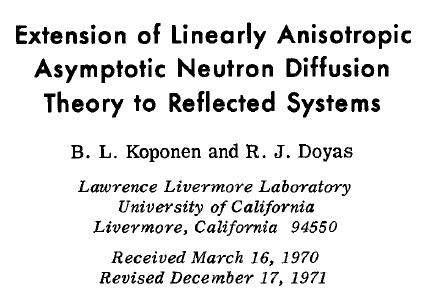 Extension of Linearly Anisotropic
Asymptotic Neutron Diffusion
Theory to Reflected Systems
B. L. Koponen and R. J. Doyas
Lawrence Livermore Laboratory
University of California
Livermore, California 94550
Received March 16, 1970
Revised December 17, 1971